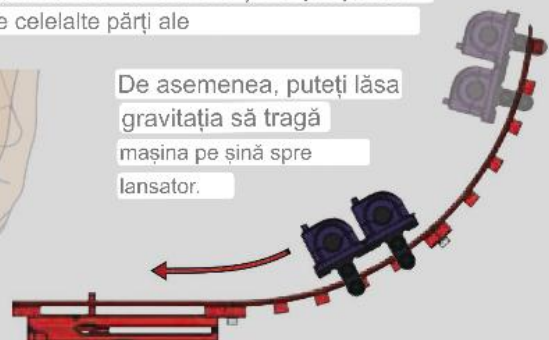 e celelalte părți ale
De asemenea, puteți lăsa
gravitația să tragă
mașina pe șină spre
lansator.